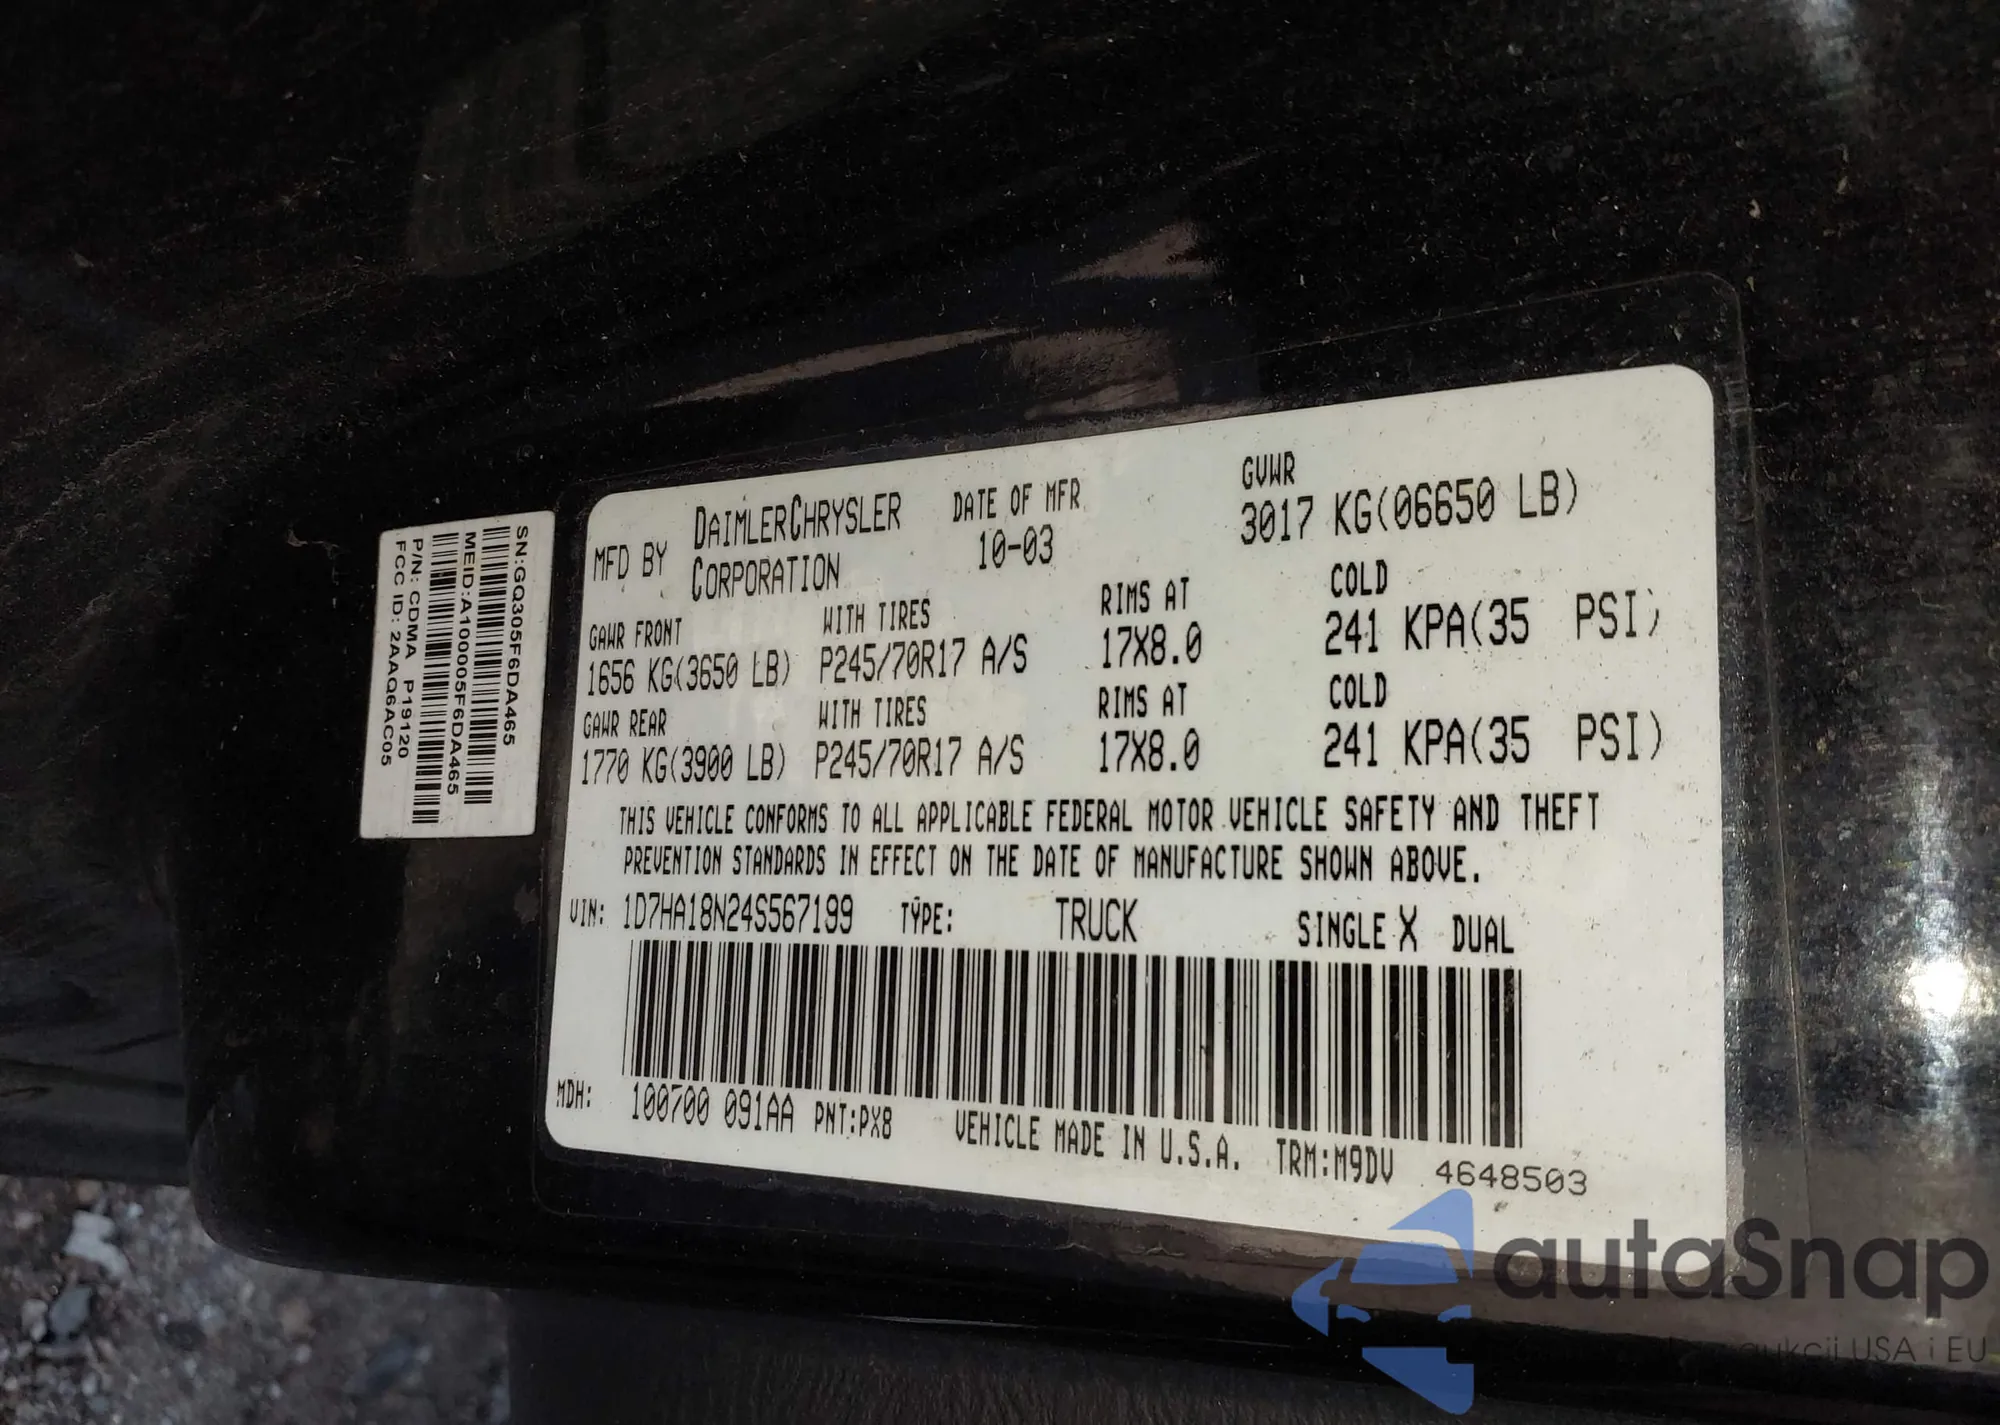 SN:GQ305F6DA465
MEID:A100005F6DA465
P/N: CDMA P19120
FCC ID: 2AAQ6AC05
MFD BY DAIMLERCHRYSLER CORPORATION
DATE OF MFR 10-03
GVWR
3017 KG(06650 LB)
GAWR FRONT WITH TIRES RIMS AT COLD
1656 KG(3650 LB) P245/70R17 A/S 17X8.0 241 KPA(35 PSI)
GAWR REAR WITH TIRES RIMS AT COLD
1770 KG(3900 LB) P245/70R17 A/S 17X8.0 241 KPA(35 PSI)
THIS VEHICLE CONFORMS TO ALL APPLICABLE FEDERAL MOTOR VEHICLE SAFETY AND THEFT
PREVENTION STANDARDS IN EFFECT ON THE DATE OF MANUFACTURE SHOWN ABOVE.
VIN: 1D7HA18N24S567199 TYPE: TRUCK SINGLE X DUAL
MDH: 100700 091AA PNT:PX8 VEHICLE MADE IN U.S.A. TRM:M9DV 4648503
autaSnap
aukcji USA i EU